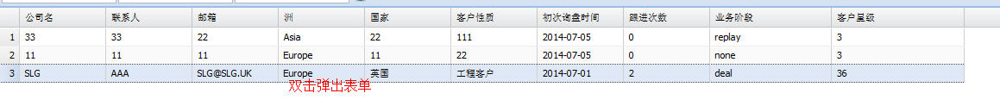 公司名 联系人 邮箱 洲 国家 客户性质 初次询盘时间 跟进次数 业务阶段 客户星级
1 33 33 22 Asia 22 111 2014-07-05 0 replay 3
2 11 11 11 Europe 11 22 2014-07-05 0 none 3
3 SLG AAA SLG@SLG.UK Europe 英国 工程客户 2014-07-01 2 deal 36
双击弹出表单